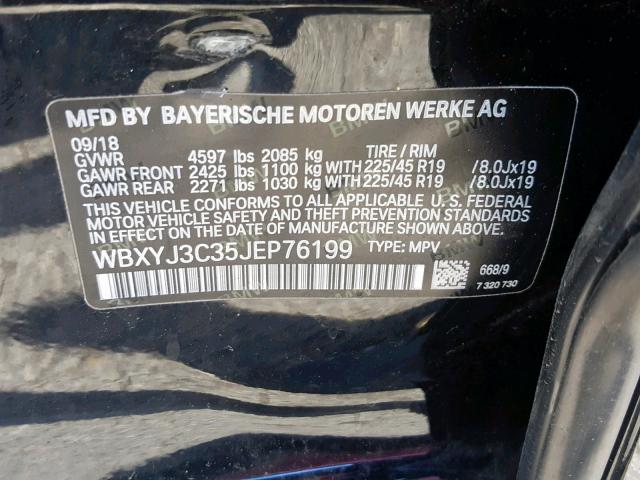 MFD BY BAYERISCHE MOTOREN WERKE AG
09/18 TIRE / RIM
GVWR 4597 lbs 2085 kg
GAWR FRONT 2425 lbs 1100 kg WITH 225/45 R19 /8.0Jx19
GAWR REAR 2271 lbs 1030 kg WITH 225/45 R19 /8.0Jx19
THIS VEHICLE CONFORMS TO ALL APPLICABLE U.S. FEDERAL
MOTOR VEHICLE SAFETY AND THEFT PREVENTION STANDARDS
IN EFFECT ON THE DATE OF MANUFACTURE SHOWN ABOVE.
WBXYJ3C35JEP76199 TYPE: MPV
668/9
7 320 730